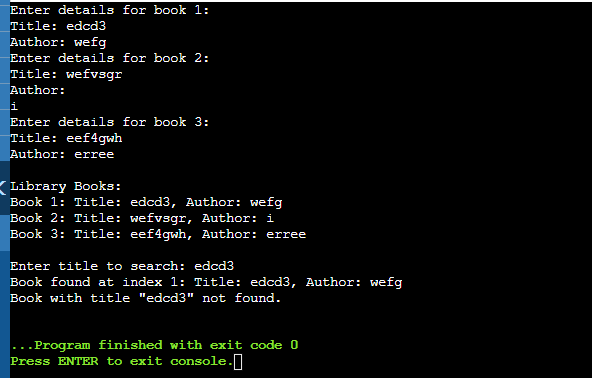 Enter details for book 1:
Title: edcd3
Author: wefg
Enter details for book 2:
Title: wefvsgr
Author:
i
Enter details for book 3:
Title: eef4gwh
Author: erree

Library Books:
Book 1: Title: edcd3, Author: wefg
Book 2: Title: wefvsgr, Author: i
Book 3: Title: eef4gwh, Author: erree

Enter title to search: edcd3
Book found at index 1: Title: edcd3, Author: wefg
Book with title "edcd3" not found.

...Program finished with exit code 0
Press ENTER to exit console.